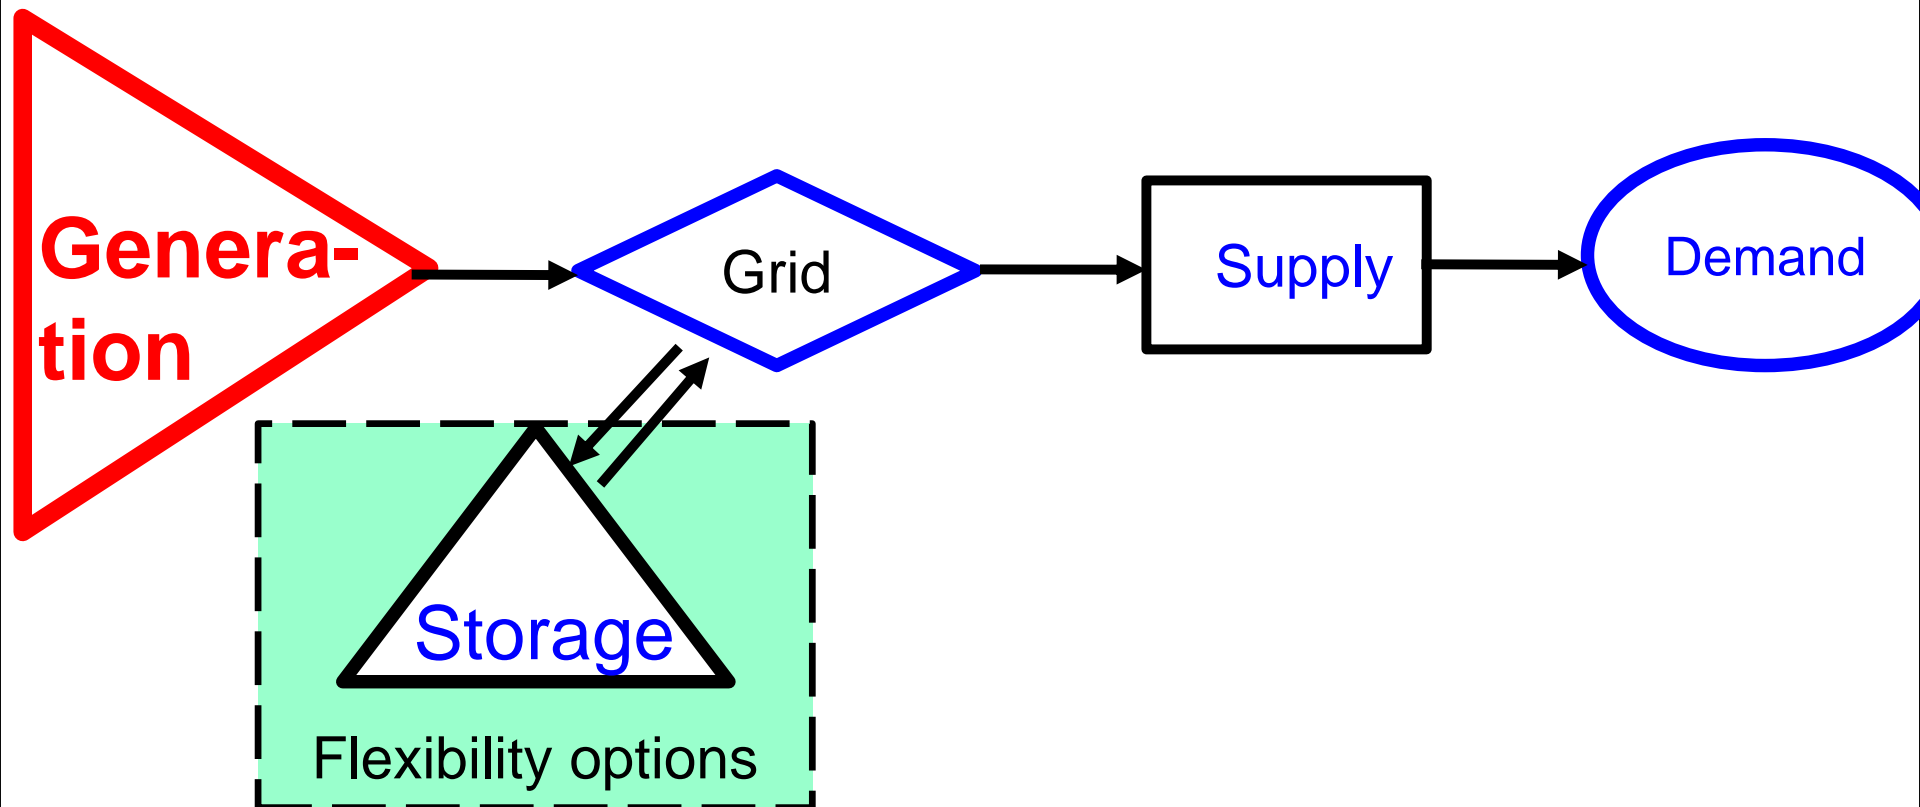 Genera-
tion
Grid
Supply
Demand
Storage
Flexibility options